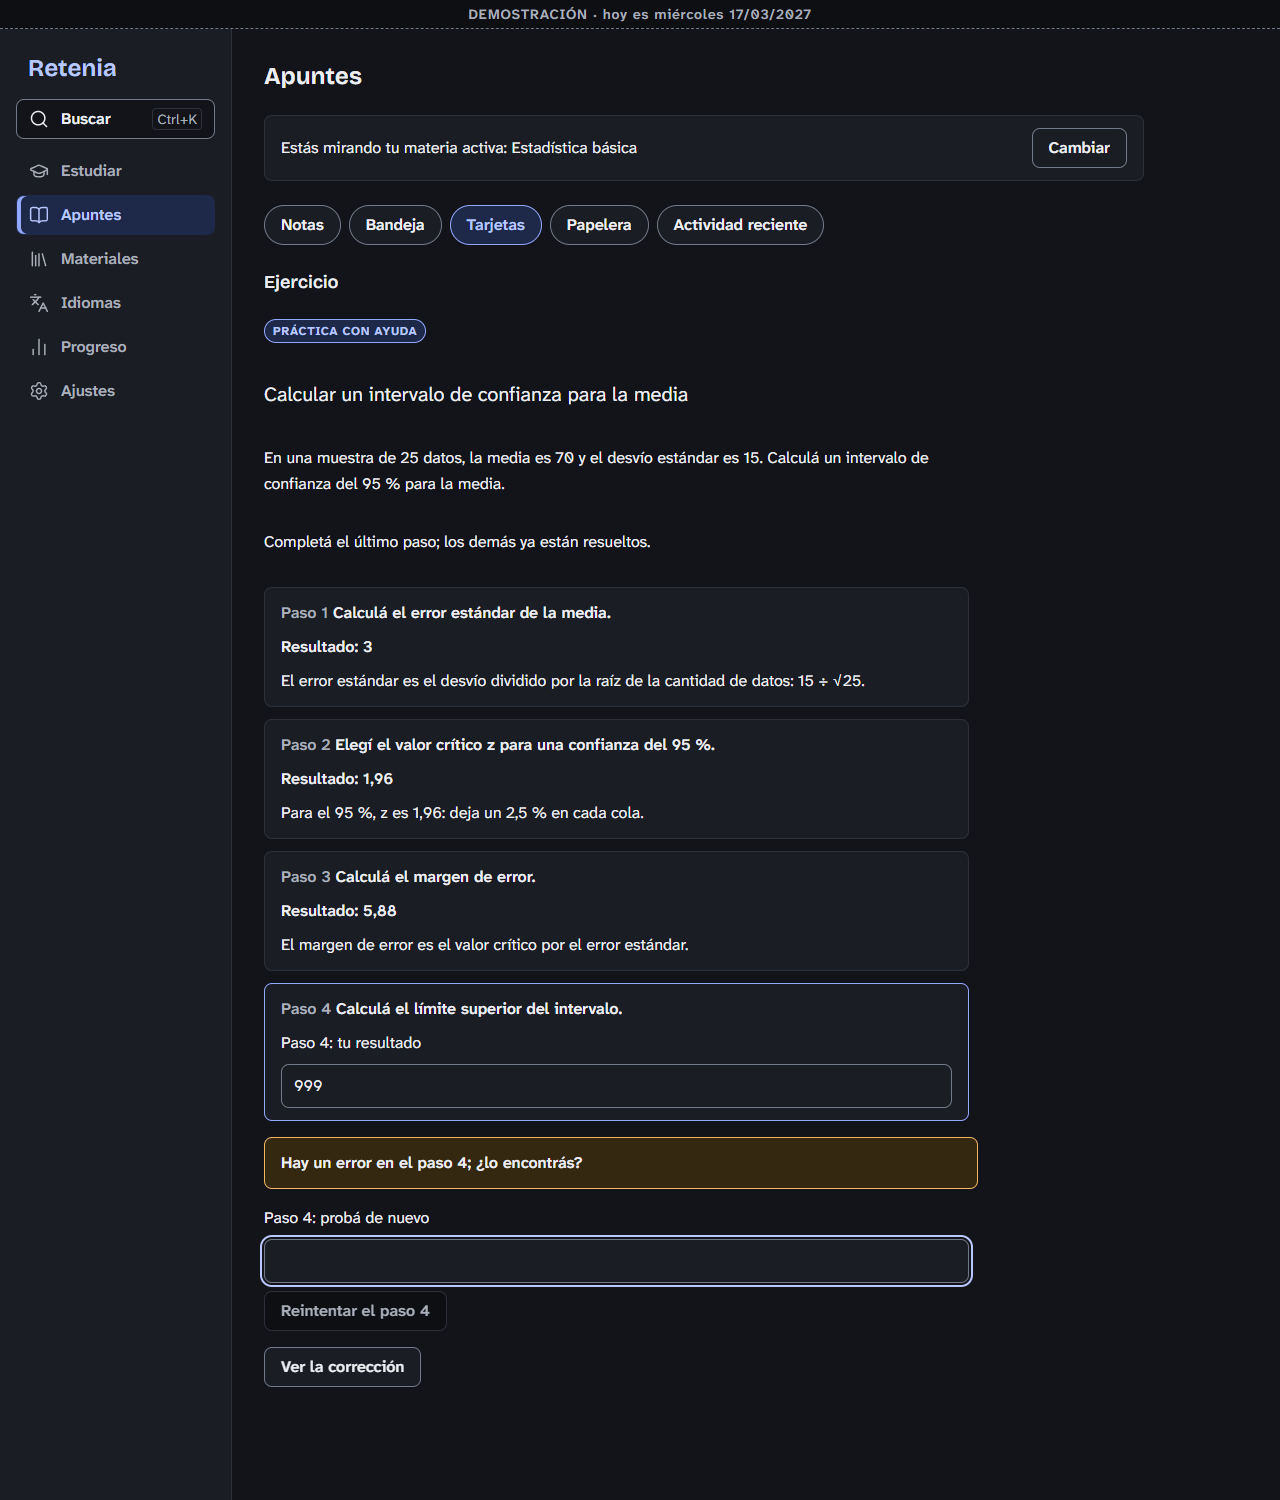 DEMOSTRACIÓN · hoy es miércoles 17/03/2027
Retenia
Buscar Ctrl+K
Estudiar
Apuntes
Materiales
Idiomas
Progreso
Ajustes
Apuntes
Estás mirando tu materia activa: Estadística básica
Cambiar
Notas Bandeja Tarjetas Papelera Actividad reciente
Ejercicio
PRÁCTICA CON AYUDA
Calcular un intervalo de confianza para la media
En una muestra de 25 datos, la media es 70 y el desvío estándar es 15. Calculá un intervalo de
confianza del 95 % para la media.
Completá el último paso; los demás ya están resueltos.
Paso 1 Calculá el error estándar de la media.
Resultado: 3
El error estándar es el desvío dividido por la raíz de la cantidad de datos: 15 ÷ √25.
Paso 2 Elegí el valor crítico z para una confianza del 95 %.
Resultado: 1,96
Para el 95 %, z es 1,96: deja un 2,5 % en cada cola.
Paso 3 Calculá el margen de error.
Resultado: 5,88
El margen de error es el valor crítico por el error estándar.
Paso 4 Calculá el límite superior del intervalo.
Paso 4: tu resultado
999
Hay un error en el paso 4; ¿lo encontrás?
Paso 4: probá de nuevo
Reintentar el paso 4
Ver la corrección